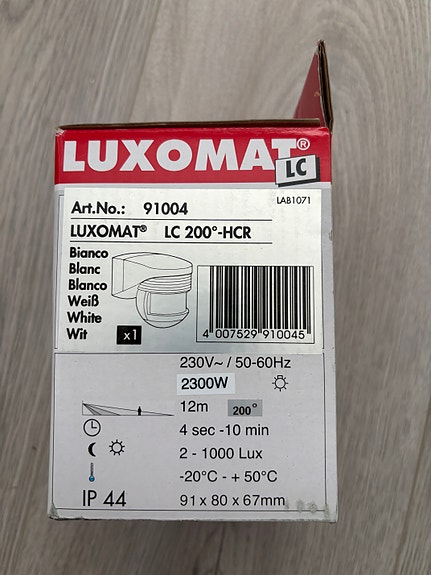 LUXOMAT®
LC
LAB1071
Art.No.: 91004
LUXOMAT® LC 200°-HCR
Bianco
Blanc
Blanco
Weiß
White
Wit x1
4 007529 910045
230V~ / 50-60Hz
2300W
12m 200°
4 sec -10 min
2 - 1000 Lux
-20°C - + 50°C
IP 44 91 x 80 x 67mm